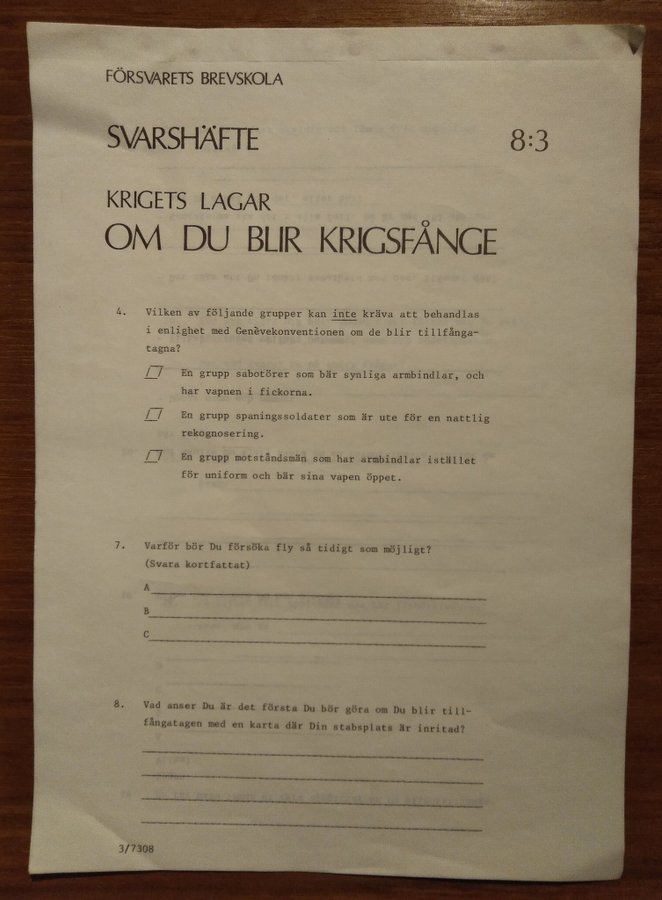 FÖRSVARETS BREVSKOLA
SVARSHÄFTE 8:3
KRIGETS LAGAR
OM DU BLIR KRIGSFÅNGE
4. Vilken av följande grupper kan inte kräva att behandlas
i enlighet med Genèvekonventionen om de blir tillfånga-
tagna?
En grupp sabotörer som bär synliga armbindlar, och
har vapnen i fickorna.
En grupp spaningssoldater som är ute för en nattlig
rekognosering.
En grupp motståndsmän som har armbindlar istället
för uniform och bär sina vapen öppet.
7. Varför bör Du försöka fly så tidigt som möjligt?
(Svara kortfattat)
A
B
C
8. Vad anser Du är det första Du bör göra om Du blir till-
fångatagen med en karta där Din stabsplats är inritad?
3/7308